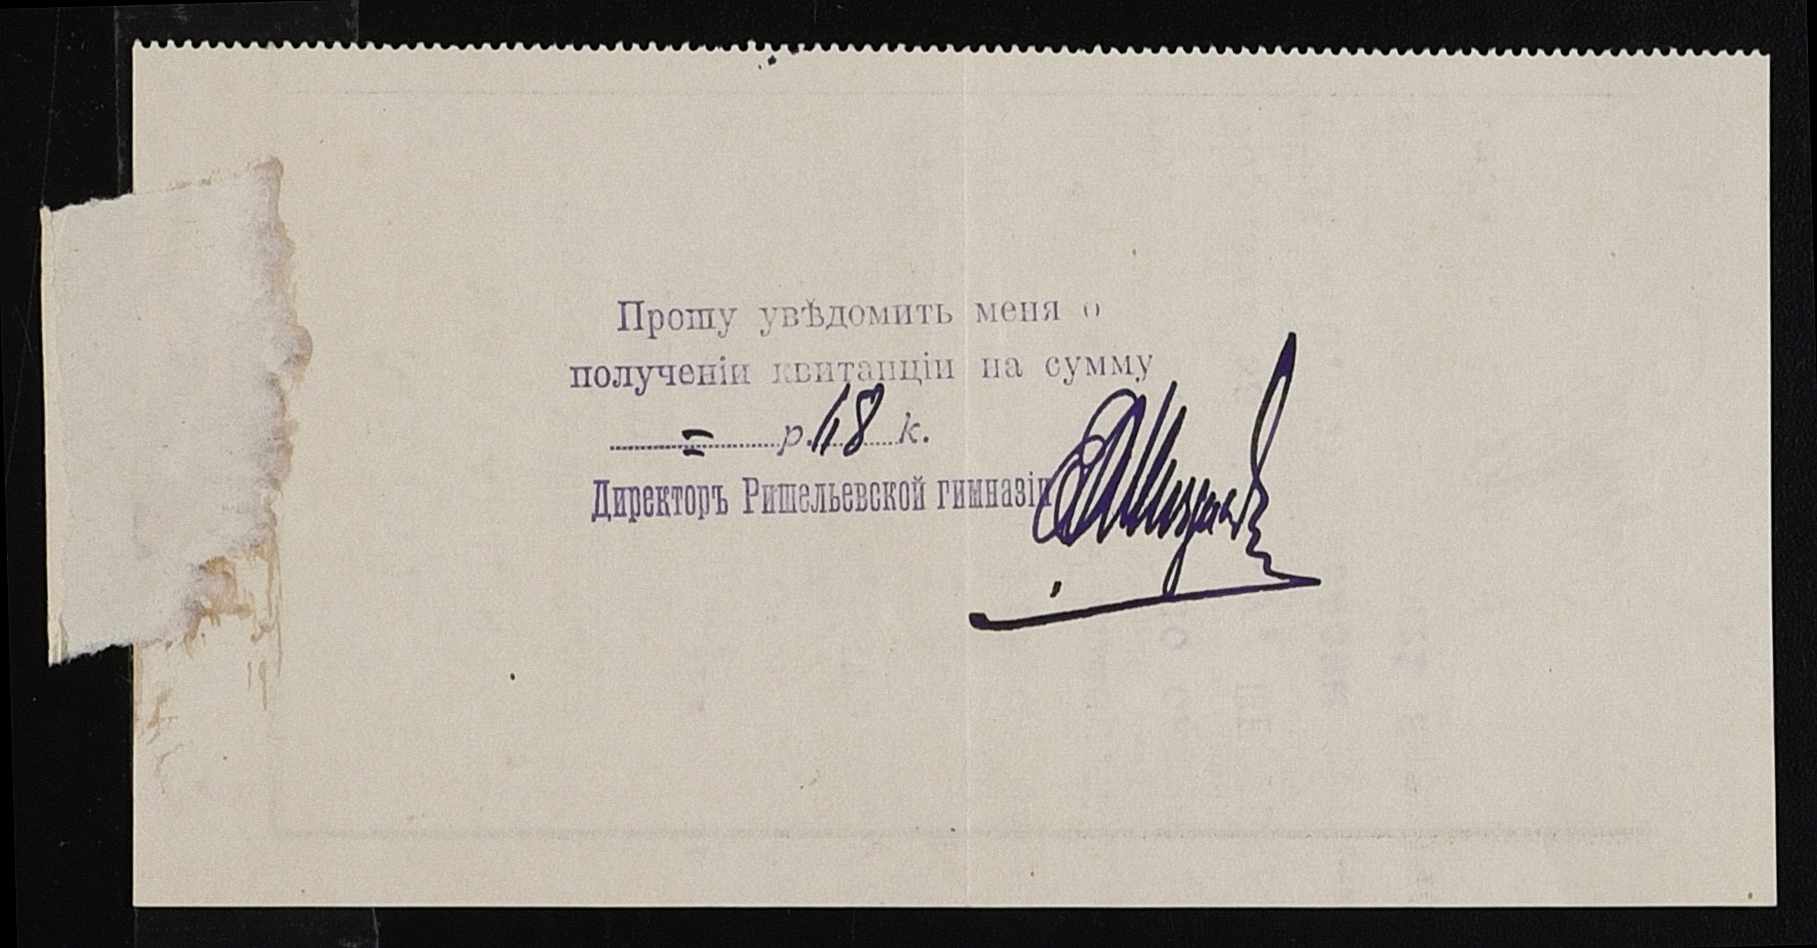 Прошу увѣдомить меня о
полученіи квитанціи на сумму
= р. 18 к.
Директоръ Ришельевской гимназіи